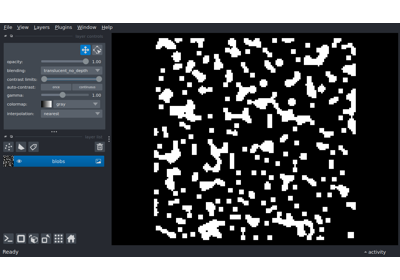 File View Layers Plugins Window Help
opacity: 1.00
blending: translucent_no_depth
contrast limits:
auto-contrast: once continuous
gamma: 1.00
colormap: gray
interpolation: nearest
blobs
Ready
activity